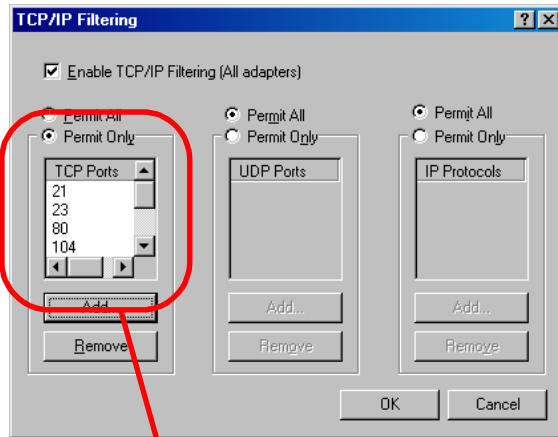 TCP/IP Filtering
Enable TCP/IP Filtering (All adapters)
Permit All
Permit Only
TCP Ports
21
23
80
104
Add...
Remove
Permit All
Permit Only
UDP Ports
Add...
Remove
Permit All
Permit Only
IP Protocols
Add...
Remove
OK
Cancel